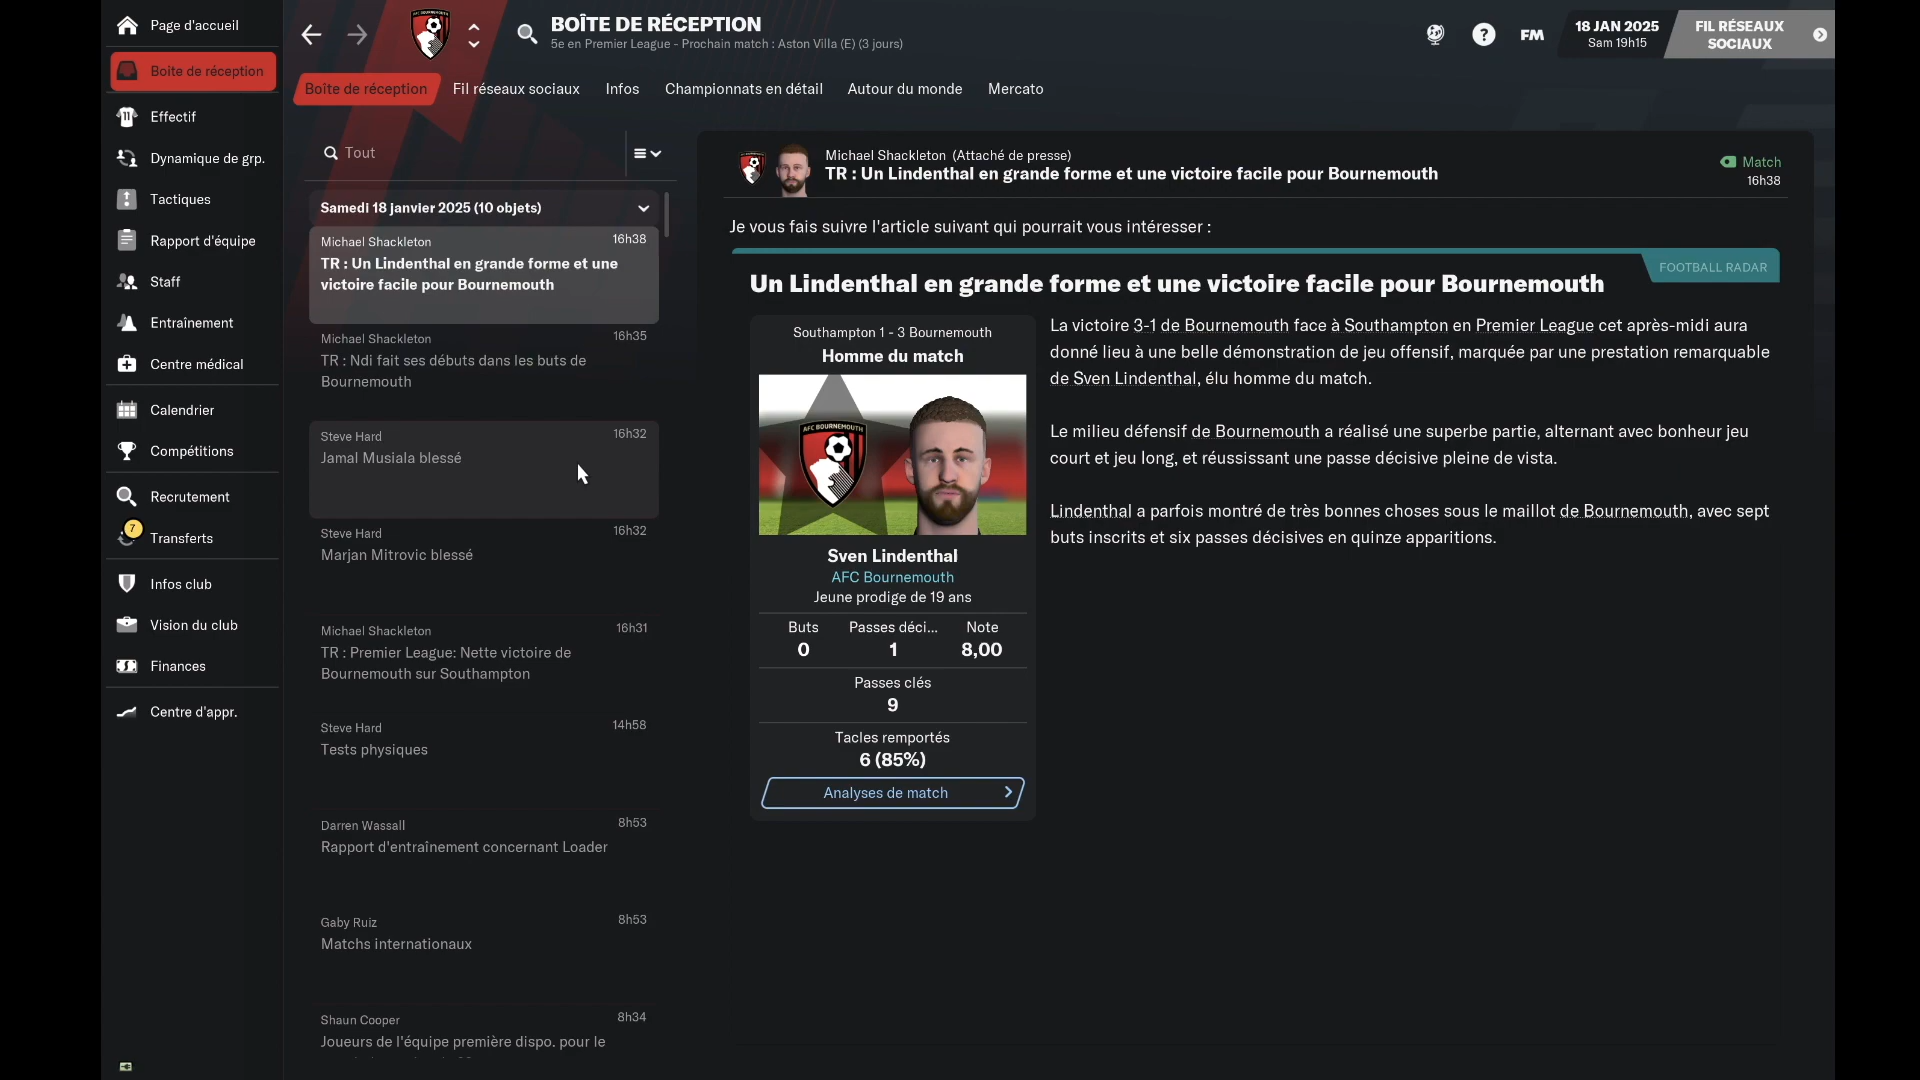 Page d'accueil
Boîte de réception
Effectif
Dynamique de grp.
Tactiques
Rapport d'équipe
Staff
Entraînement
Centre médical
Calendrier
Compétitions
Recrutement
7
Transferts
Infos club
Vision du club
Finances
Centre d'appr.
BOÎTE DE RÉCEPTION
5e en Premier League - Prochain match : Aston Villa (E) (3 jours)
FM
18 JAN 2025
Sam 19h15
FIL RÉSEAUX
SOCIAUX
Boîte de réception
Fil réseaux sociaux
Infos
Championnats en détail
Autour du monde
Mercato
Tout
Samedi 18 janvier 2025 (10 objets)
Michael Shackleton 16h38
TR : Un Lindenthal en grande forme et une
victoire facile pour Bournemouth
Michael Shackleton 16h35
TR : Ndi fait ses débuts dans les buts de
Bournemouth
Steve Hard 16h32
Jamal Musiala blessé
Steve Hard 16h32
Marjan Mitrovic blessé
Michael Shackleton 16h31
TR : Premier League: Nette victoire de
Bournemouth sur Southampton
Steve Hard 14h58
Tests physiques
Darren Wassall 8h53
Rapport d'entraînement concernant Loader
Gaby Ruiz 8h53
Matchs internationaux
Shaun Cooper 8h34
Joueurs de l'équipe première dispo. pour le
Michael Shackleton (Attaché de presse)
TR : Un Lindenthal en grande forme et une victoire facile pour Bournemouth
Match
16h38
Je vous fais suivre l'article suivant qui pourrait vous intéresser :
FOOTBALL RADAR
Un Lindenthal en grande forme et une victoire facile pour Bournemouth
Southampton 1 - 3 Bournemouth
Homme du match
AFC BOURNEMOUTH
Sven Lindenthal
AFC Bournemouth
Jeune prodige de 19 ans
Buts Passes déci... Note
0 1 8,00
Passes clés
9
Tacles remportés
6 (85%)
Analyses de match
La victoire 3-1 de Bournemouth face à Southampton en Premier League cet après-midi aura
donné lieu à une belle démonstration de jeu offensif, marquée par une prestation remarquable
de Sven Lindenthal, élu homme du match.
Le milieu défensif de Bournemouth a réalisé une superbe partie, alternant avec bonheur jeu
court et jeu long, et réussissant une passe décisive pleine de vista.
Lindenthal a parfois montré de très bonnes choses sous le maillot de Bournemouth, avec sept
buts inscrits et six passes décisives en quinze apparitions.